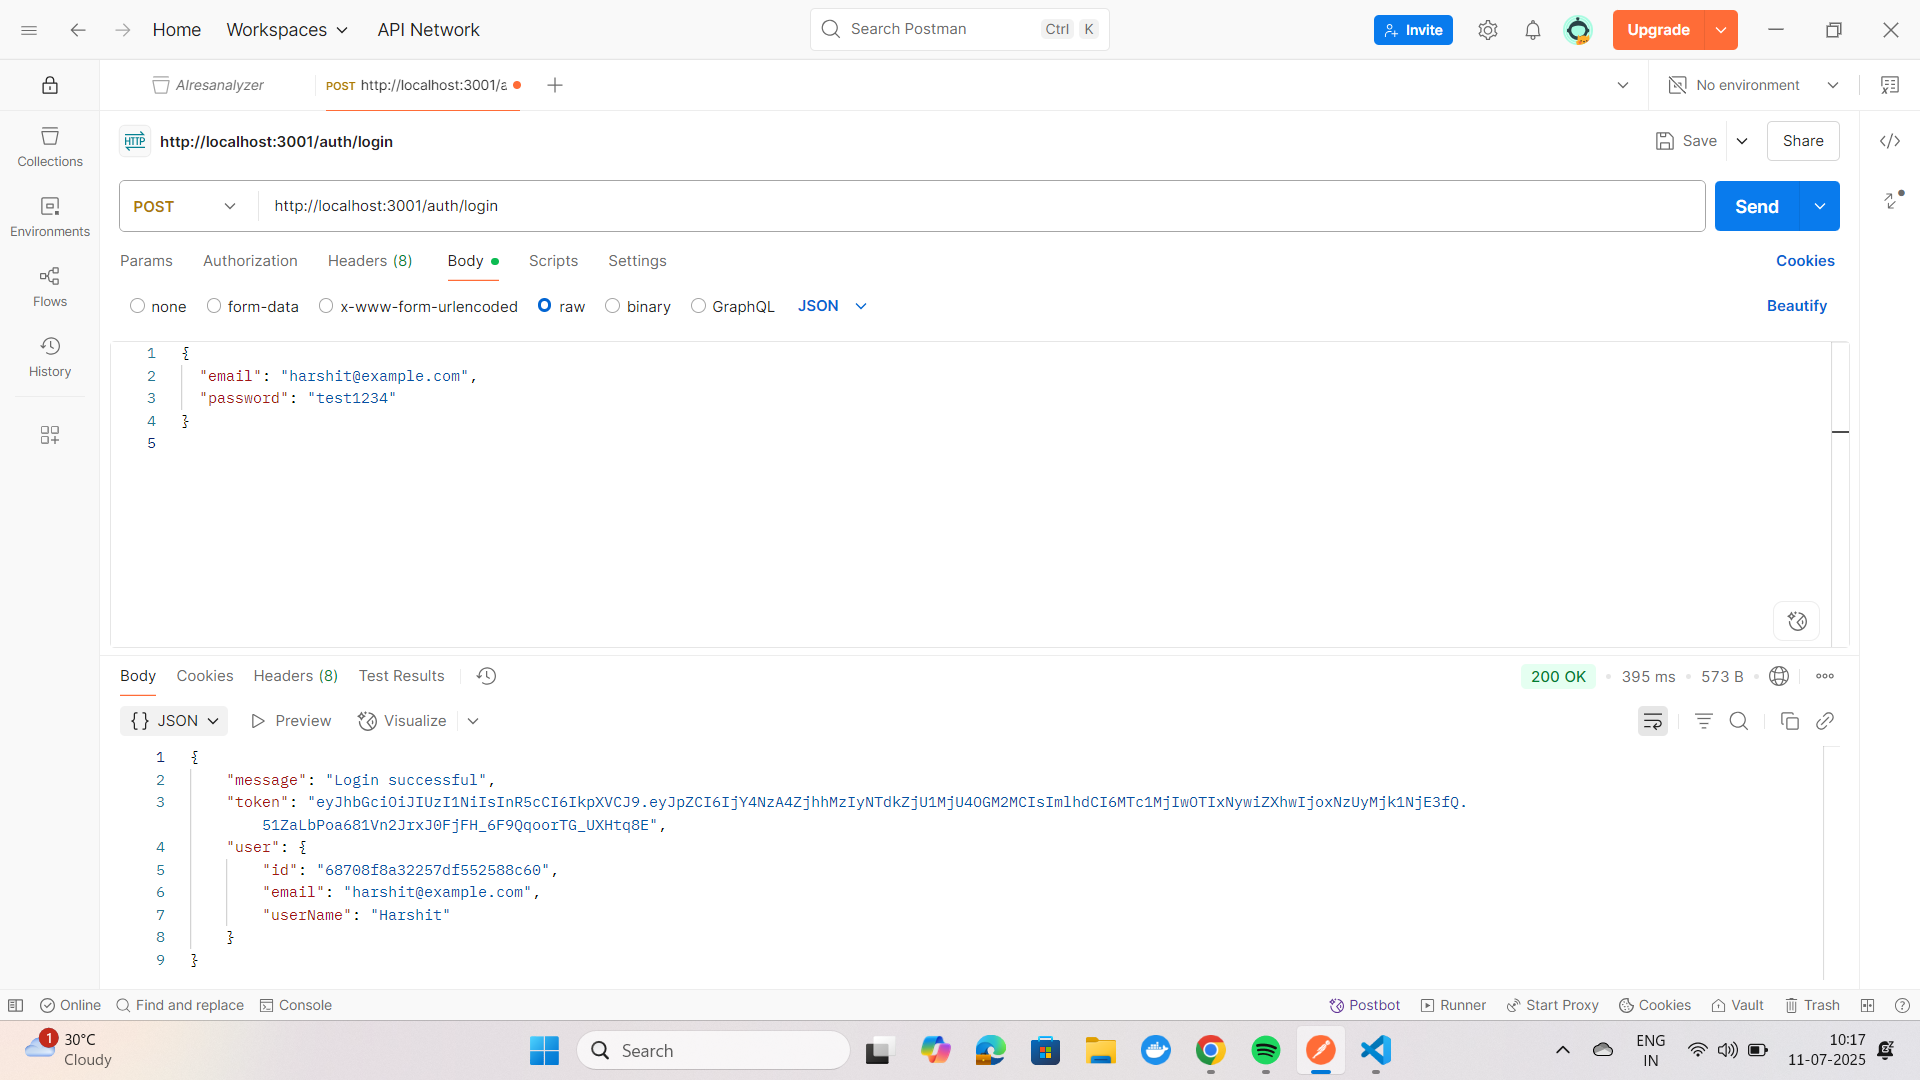 Home Workspaces API Network Search Postman Ctrl K Invite Upgrade
AIresanalyzer POST http://localhost:3001/a No environment
HTTP http://localhost:3001/auth/login Save Share
POST http://localhost:3001/auth/login Send
Params Authorization Headers (8) Body Scripts Settings Cookies
none form-data x-www-form-urlencoded raw binary GraphQL JSON Beautify
Collections
Environments
Flows
History
1 {
2 "email": "harshit@example.com",
3 "password": "test1234"
4 }
5
Body Cookies Headers (8) Test Results 200 OK • 395 ms • 573 B
{} JSON Preview Visualize
1 {
2 "message": "Login successful",
3 "token": "eyJhbGciOiJIUzI1NiIsInR5cCI6IkpXVCJ9.eyJpZCI6IjY4NzA4ZjhhMzIyNTdkZjU1MjU4OGM2MCIsImlhdCI6MTc1MjIwOTIxNywiZXhwIjoxNzUyMjk1NjE3fQ.
51ZaLbPoa681Vn2JrxJ0FjFH_6F9QqoorTG_UXHtq8E",
4 "user": {
5 "id": "68708f8a32257df552588c60",
6 "email": "harshit@example.com",
7 "userName": "Harshit"
8 }
9 }
Online Find and replace Console Postbot Runner Start Proxy Cookies Vault Trash
1 30°C
Cloudy
Search
ENG
IN
10:17
11-07-2025